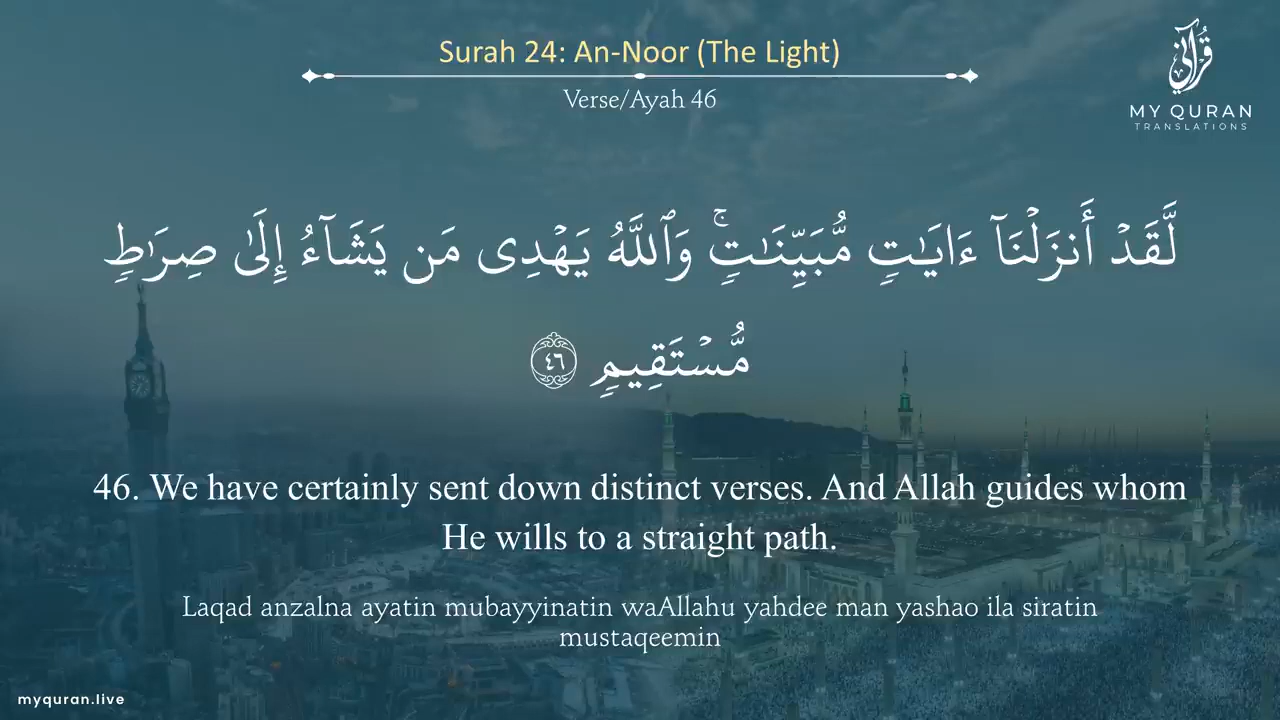 Surah 24: An-Noor (The Light)
Verse/Ayah 46
قرآني
MY QURAN
TRANSLATIONS
لَّقَدْ أَنزَلْنَآ ءَايَـٰتٍ مُّبَيِّنَـٰتٍ ۚ وَٱللَّهُ يَهْدِى مَن يَشَآءُ إِلَىٰ صِرَٰطٍ
مُّسْتَقِيمٍ ٤٦
46. We have certainly sent down distinct verses. And Allah guides whom
He wills to a straight path.
Laqad anzalna ayatin mubayyinatin waAllahu yahdee man yashao ila siratin
mustaqeemin
myquran.live